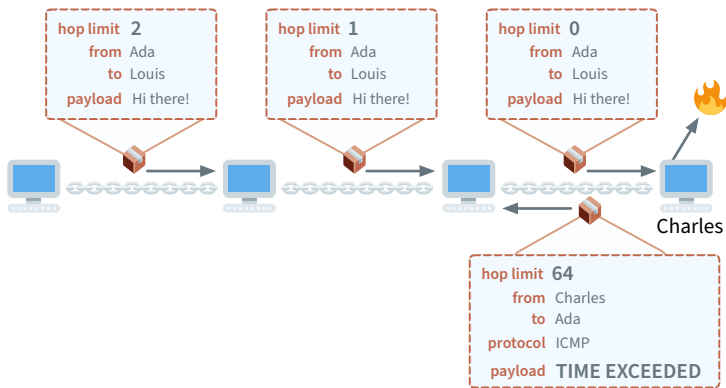 hop limit 2
from Ada
to Louis
payload Hi there!
hop limit 1
from Ada
to Louis
payload Hi there!
hop limit 0
from Ada
to Louis
payload Hi there!
Charles
hop limit 64
from Charles
to Ada
protocol ICMP
payload TIME EXCEEDED